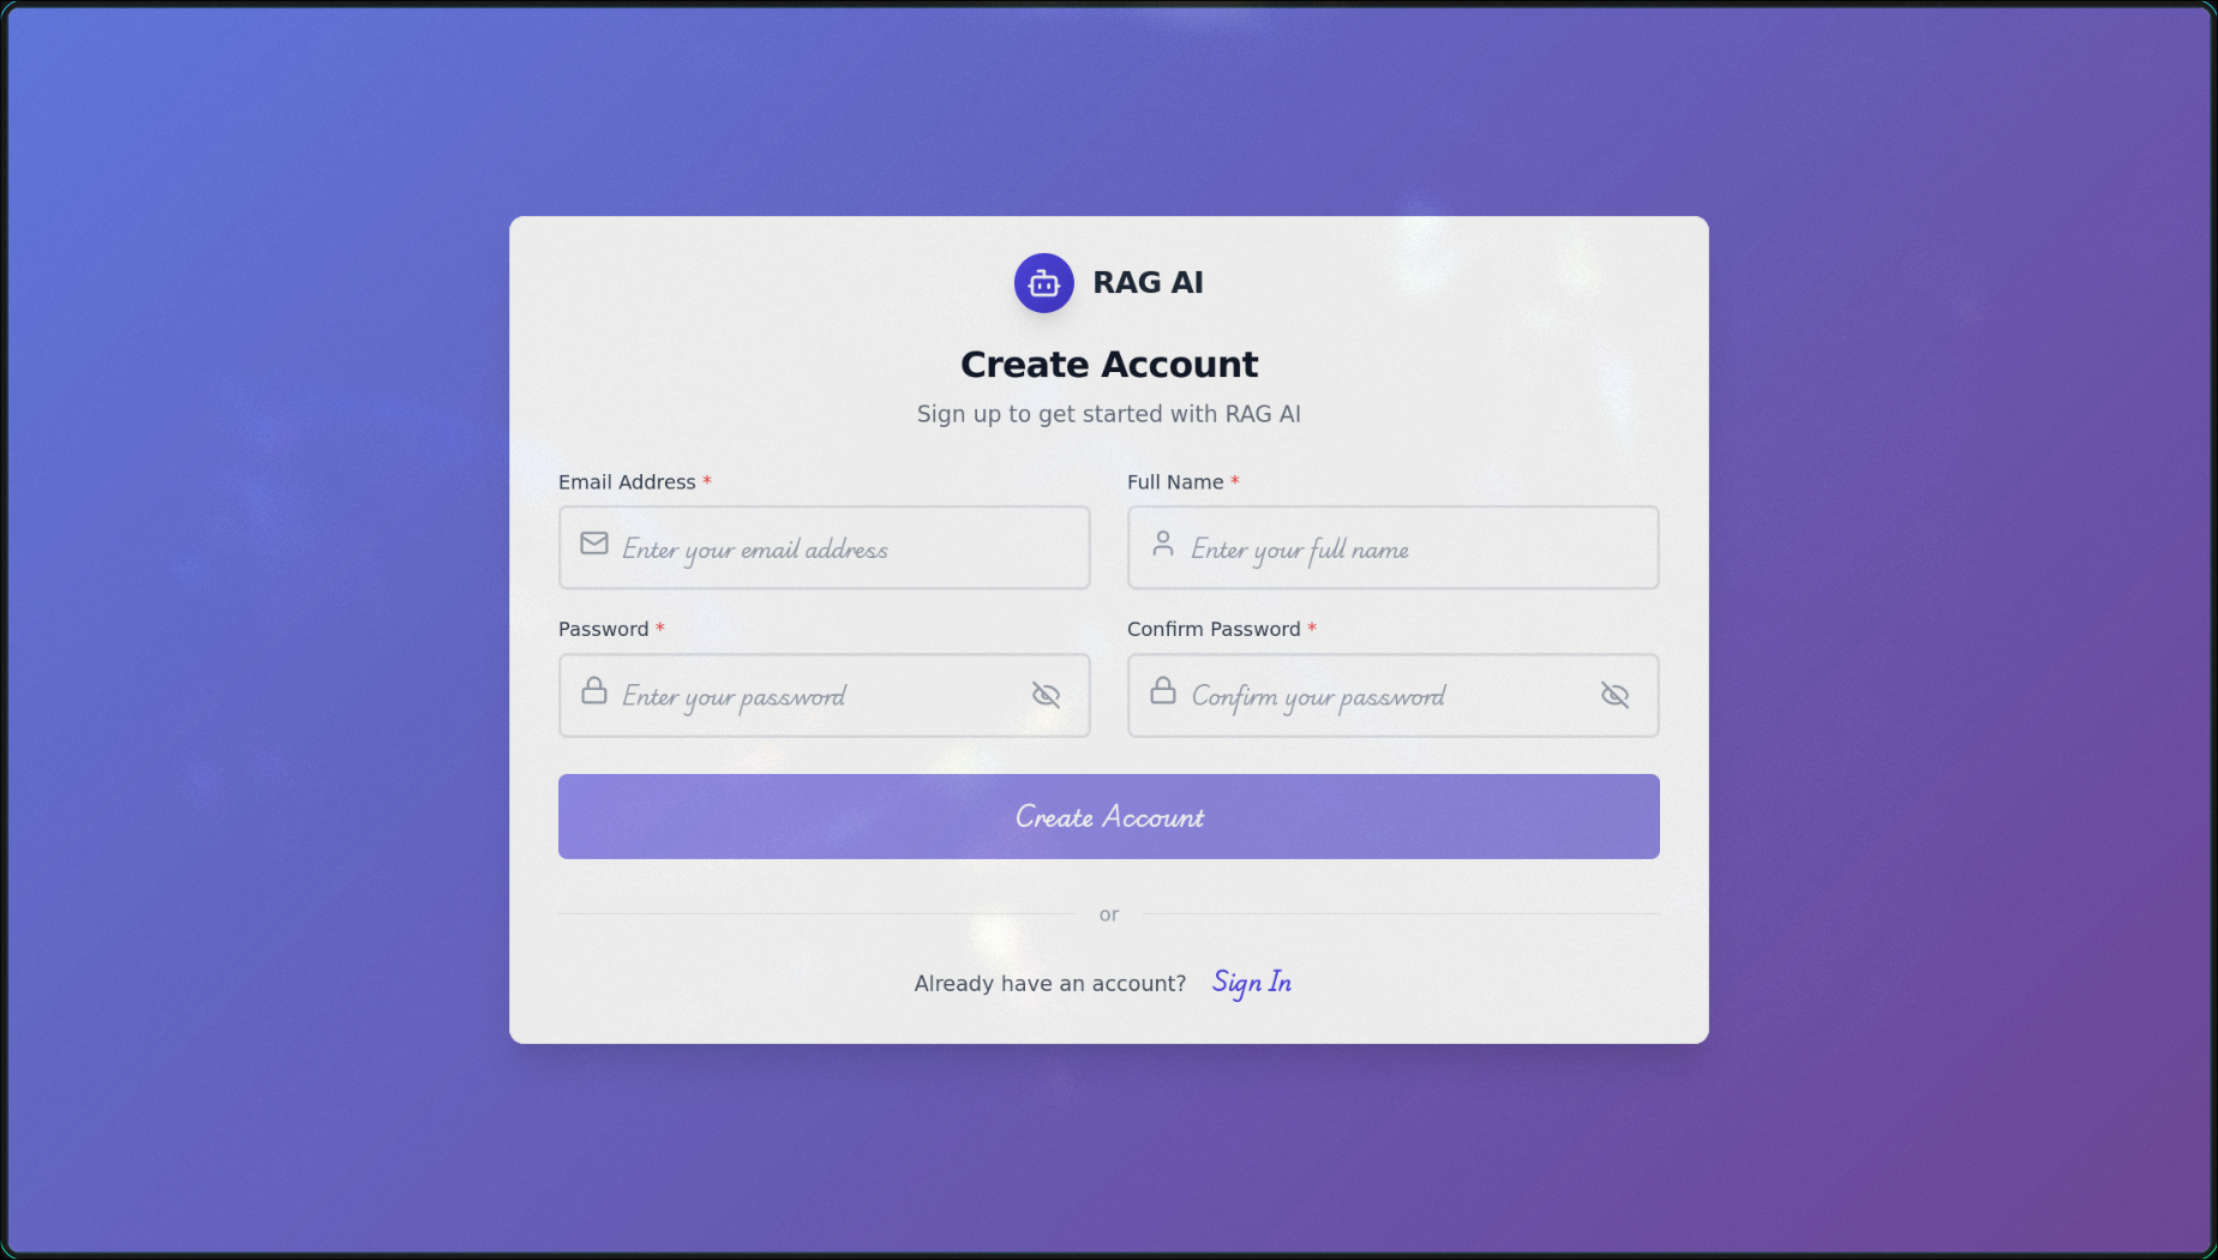 RAG AI
Create Account
Sign up to get started with RAG AI
Email Address * Full Name *
Enter your email address Enter your full name
Password * Confirm Password *
Enter your password Confirm your password
Create Account
or
Already have an account? Sign In